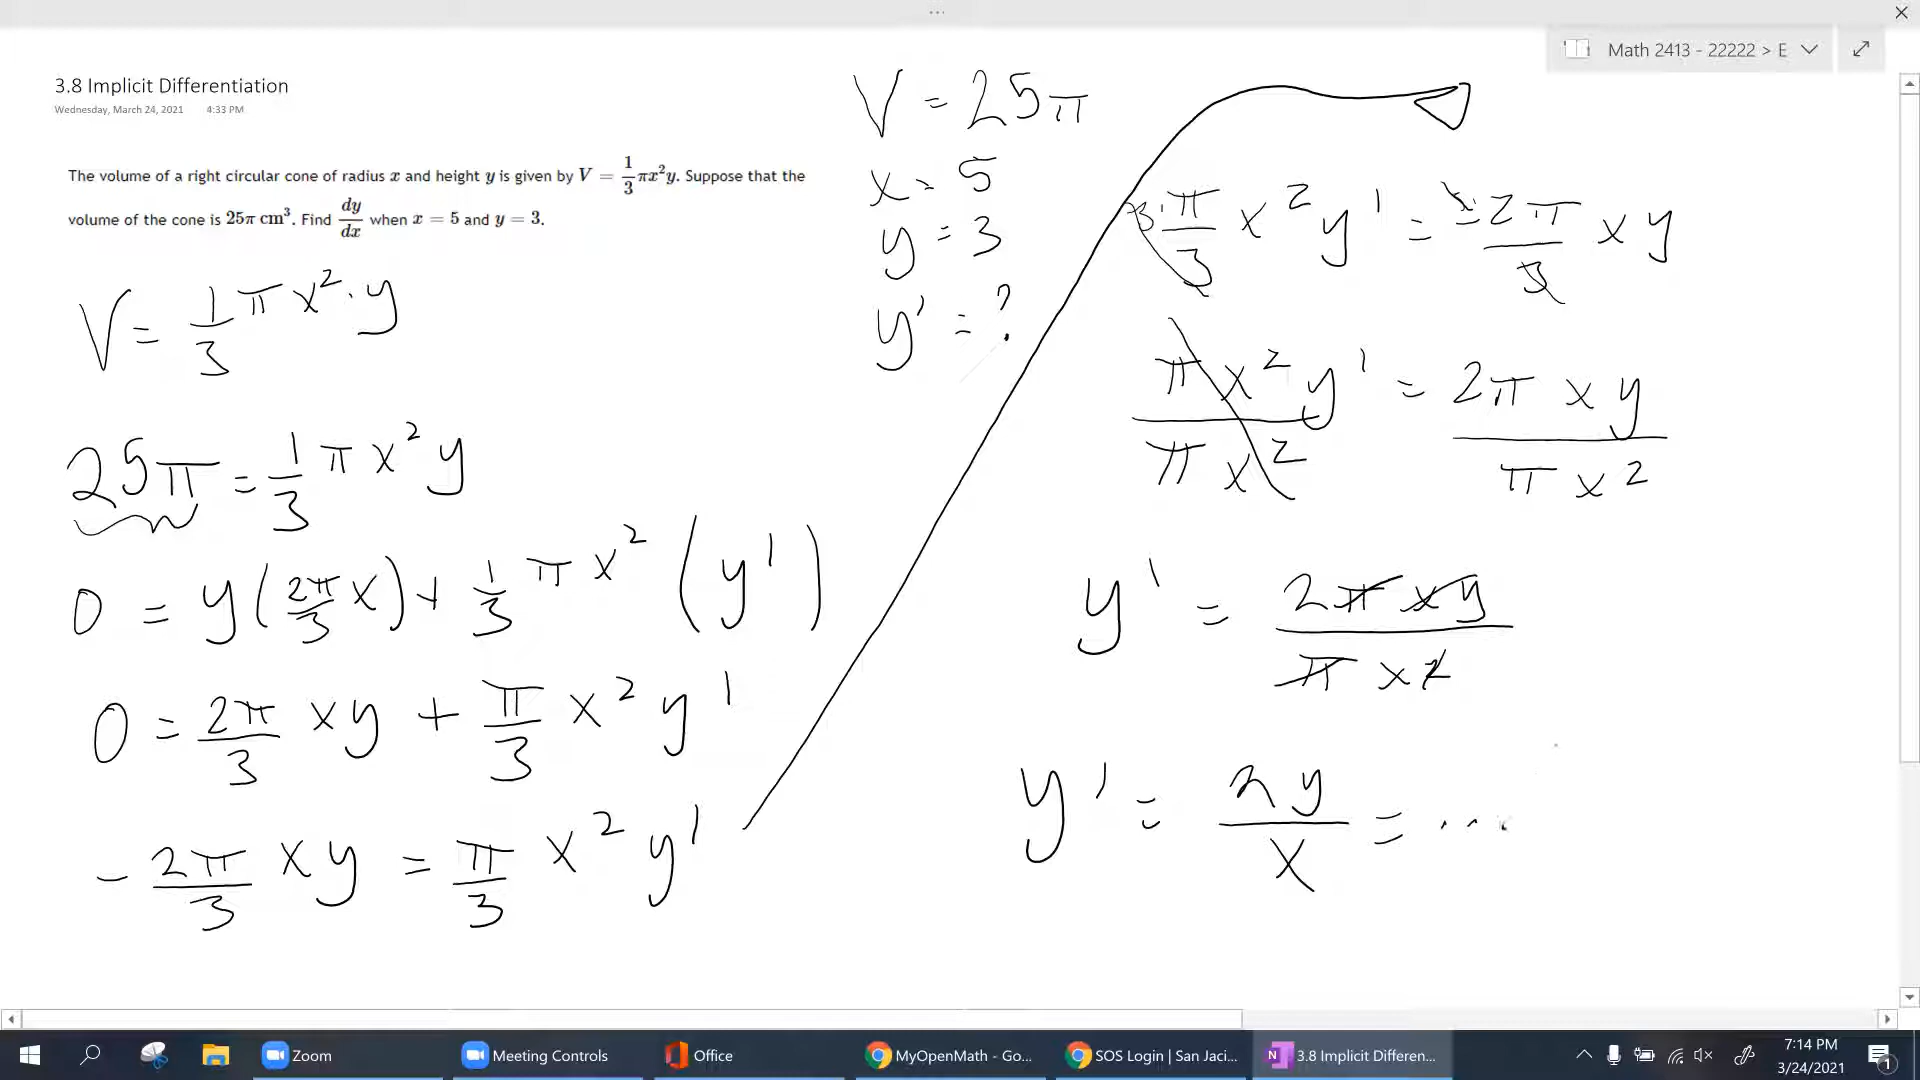 Math 2413 - 22222 > E
3.8 Implicit Differentiation
Wednesday, March 24, 2021 4:33 PM
The volume of a right circular cone of radius x and height y is given by V = 1/3 πx²y. Suppose that the
volume of the cone is 25π cm³. Find dy/dx when x = 5 and y = 3.
V = 1/3 π x² · y
25π = 1/3 π x² y
0 = y(2π/3 x) + 1/3 π x² (y')
0 = 2π/3 xy + π/3 x² y'
- 2π/3 xy = π/3 x² y'
V = 25π
x = 5
y = 3
y' = ?
3 · π/3 x² y' = -2π/3 xy
πx²y'/πx² = 2πxy/πx²
y' = 2πxy/πx²
y' = 2y/x = ...
Zoom
Meeting Controls
Office
MyOpenMath - Go...
SOS Login | San Jaci...
3.8 Implicit Differen...
7:14 PM
3/24/2021
1